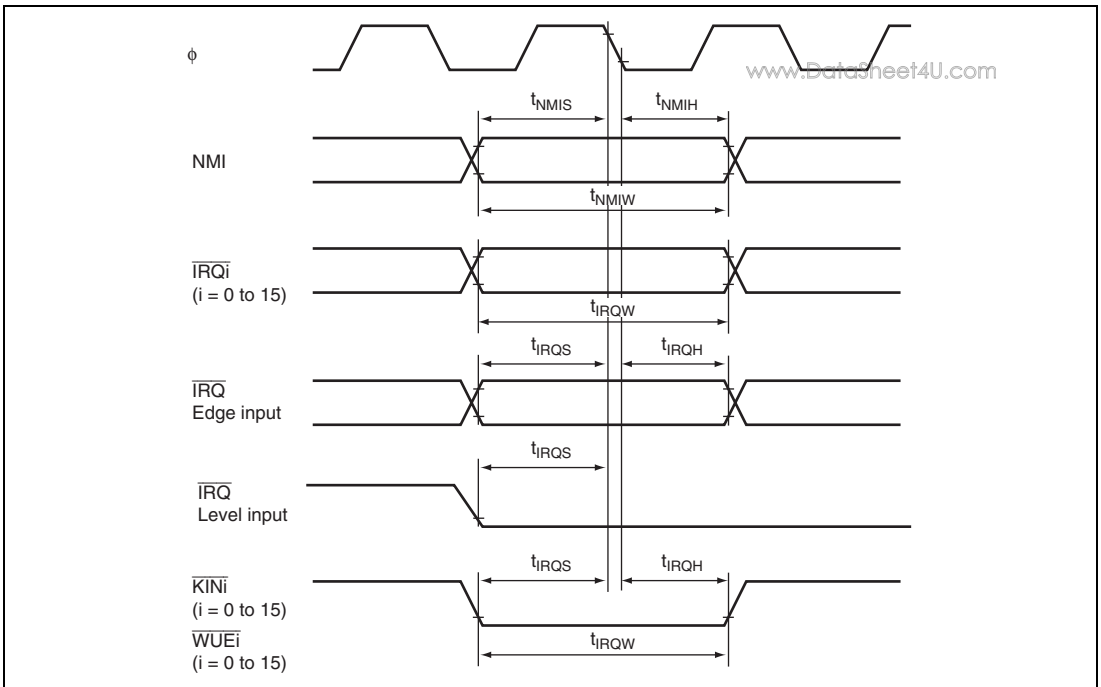 ϕ
www.DataSheet4U.com
tNMIS
tNMIH
NMI
tNMIW
IRQi
(i = 0 to 15)
tIRQW
tIRQS
tIRQH
IRQ
Edge input
tIRQS
IRQ
Level input
tIRQS
tIRQH
KINi
(i = 0 to 15)
WUEi
(i = 0 to 15)
tIRQW